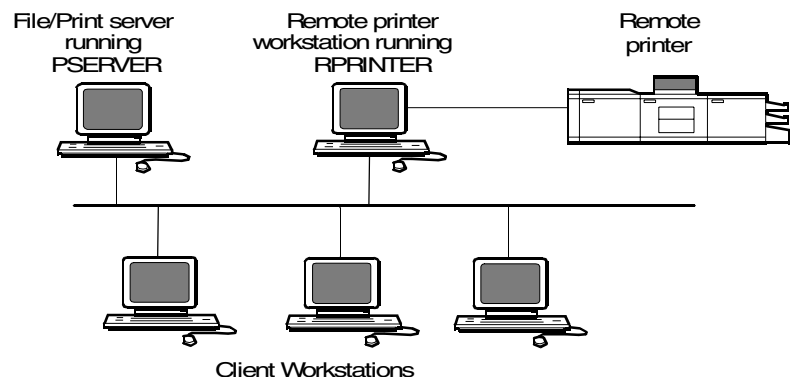 File/Print server
running
PSERVER
Remote printer
workstation running
RPRINTER
Remote
printer
Client Workstations